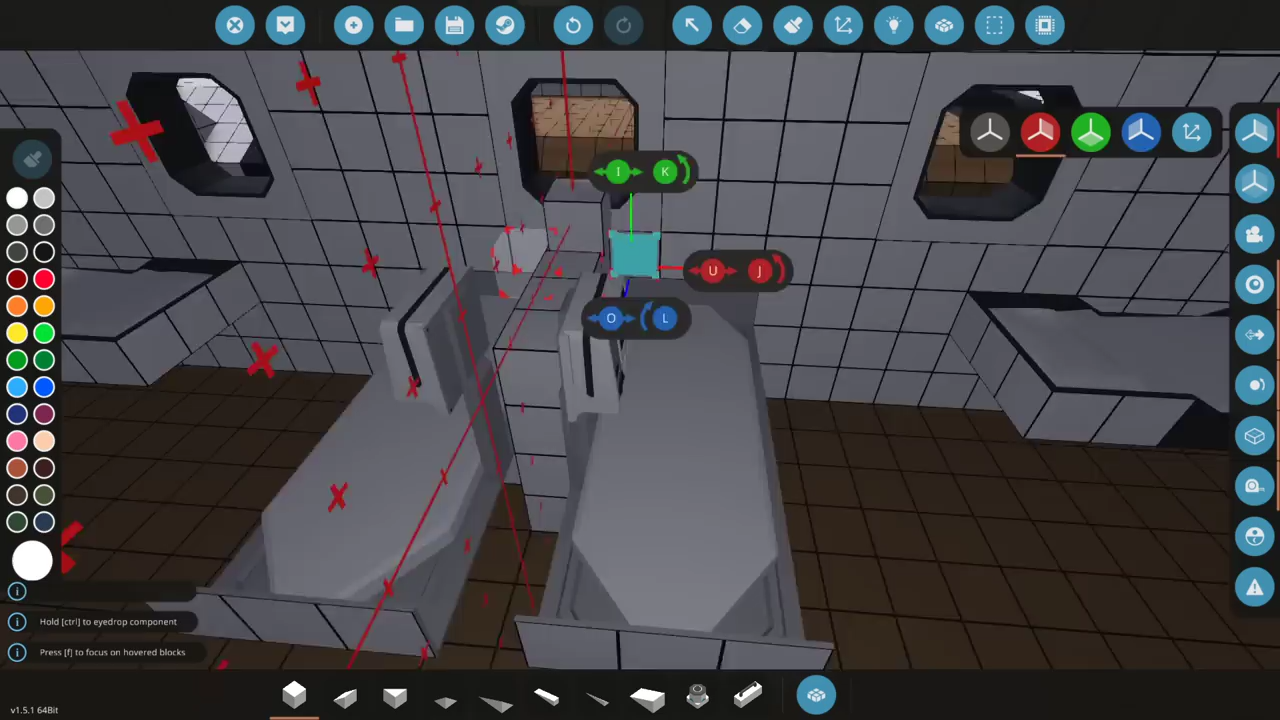 I K
U J
O L
Hold [ctrl] to eyedrop component
Press [f] to focus on hovered blocks
v1.5.1 64Bit